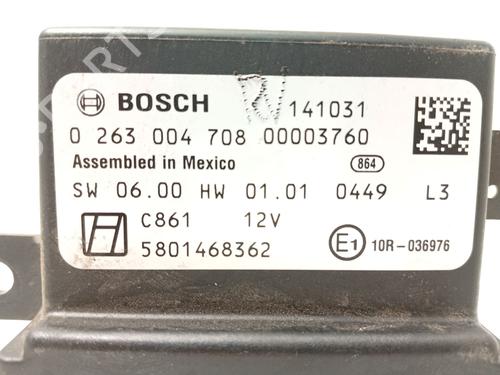 BOSCH 141031
0 263 004 708 00003760
Assembled in Mexico 864
SW 06.00 HW 01.01 0449 L3
C861 12V
5801468362 E1 10R-036976